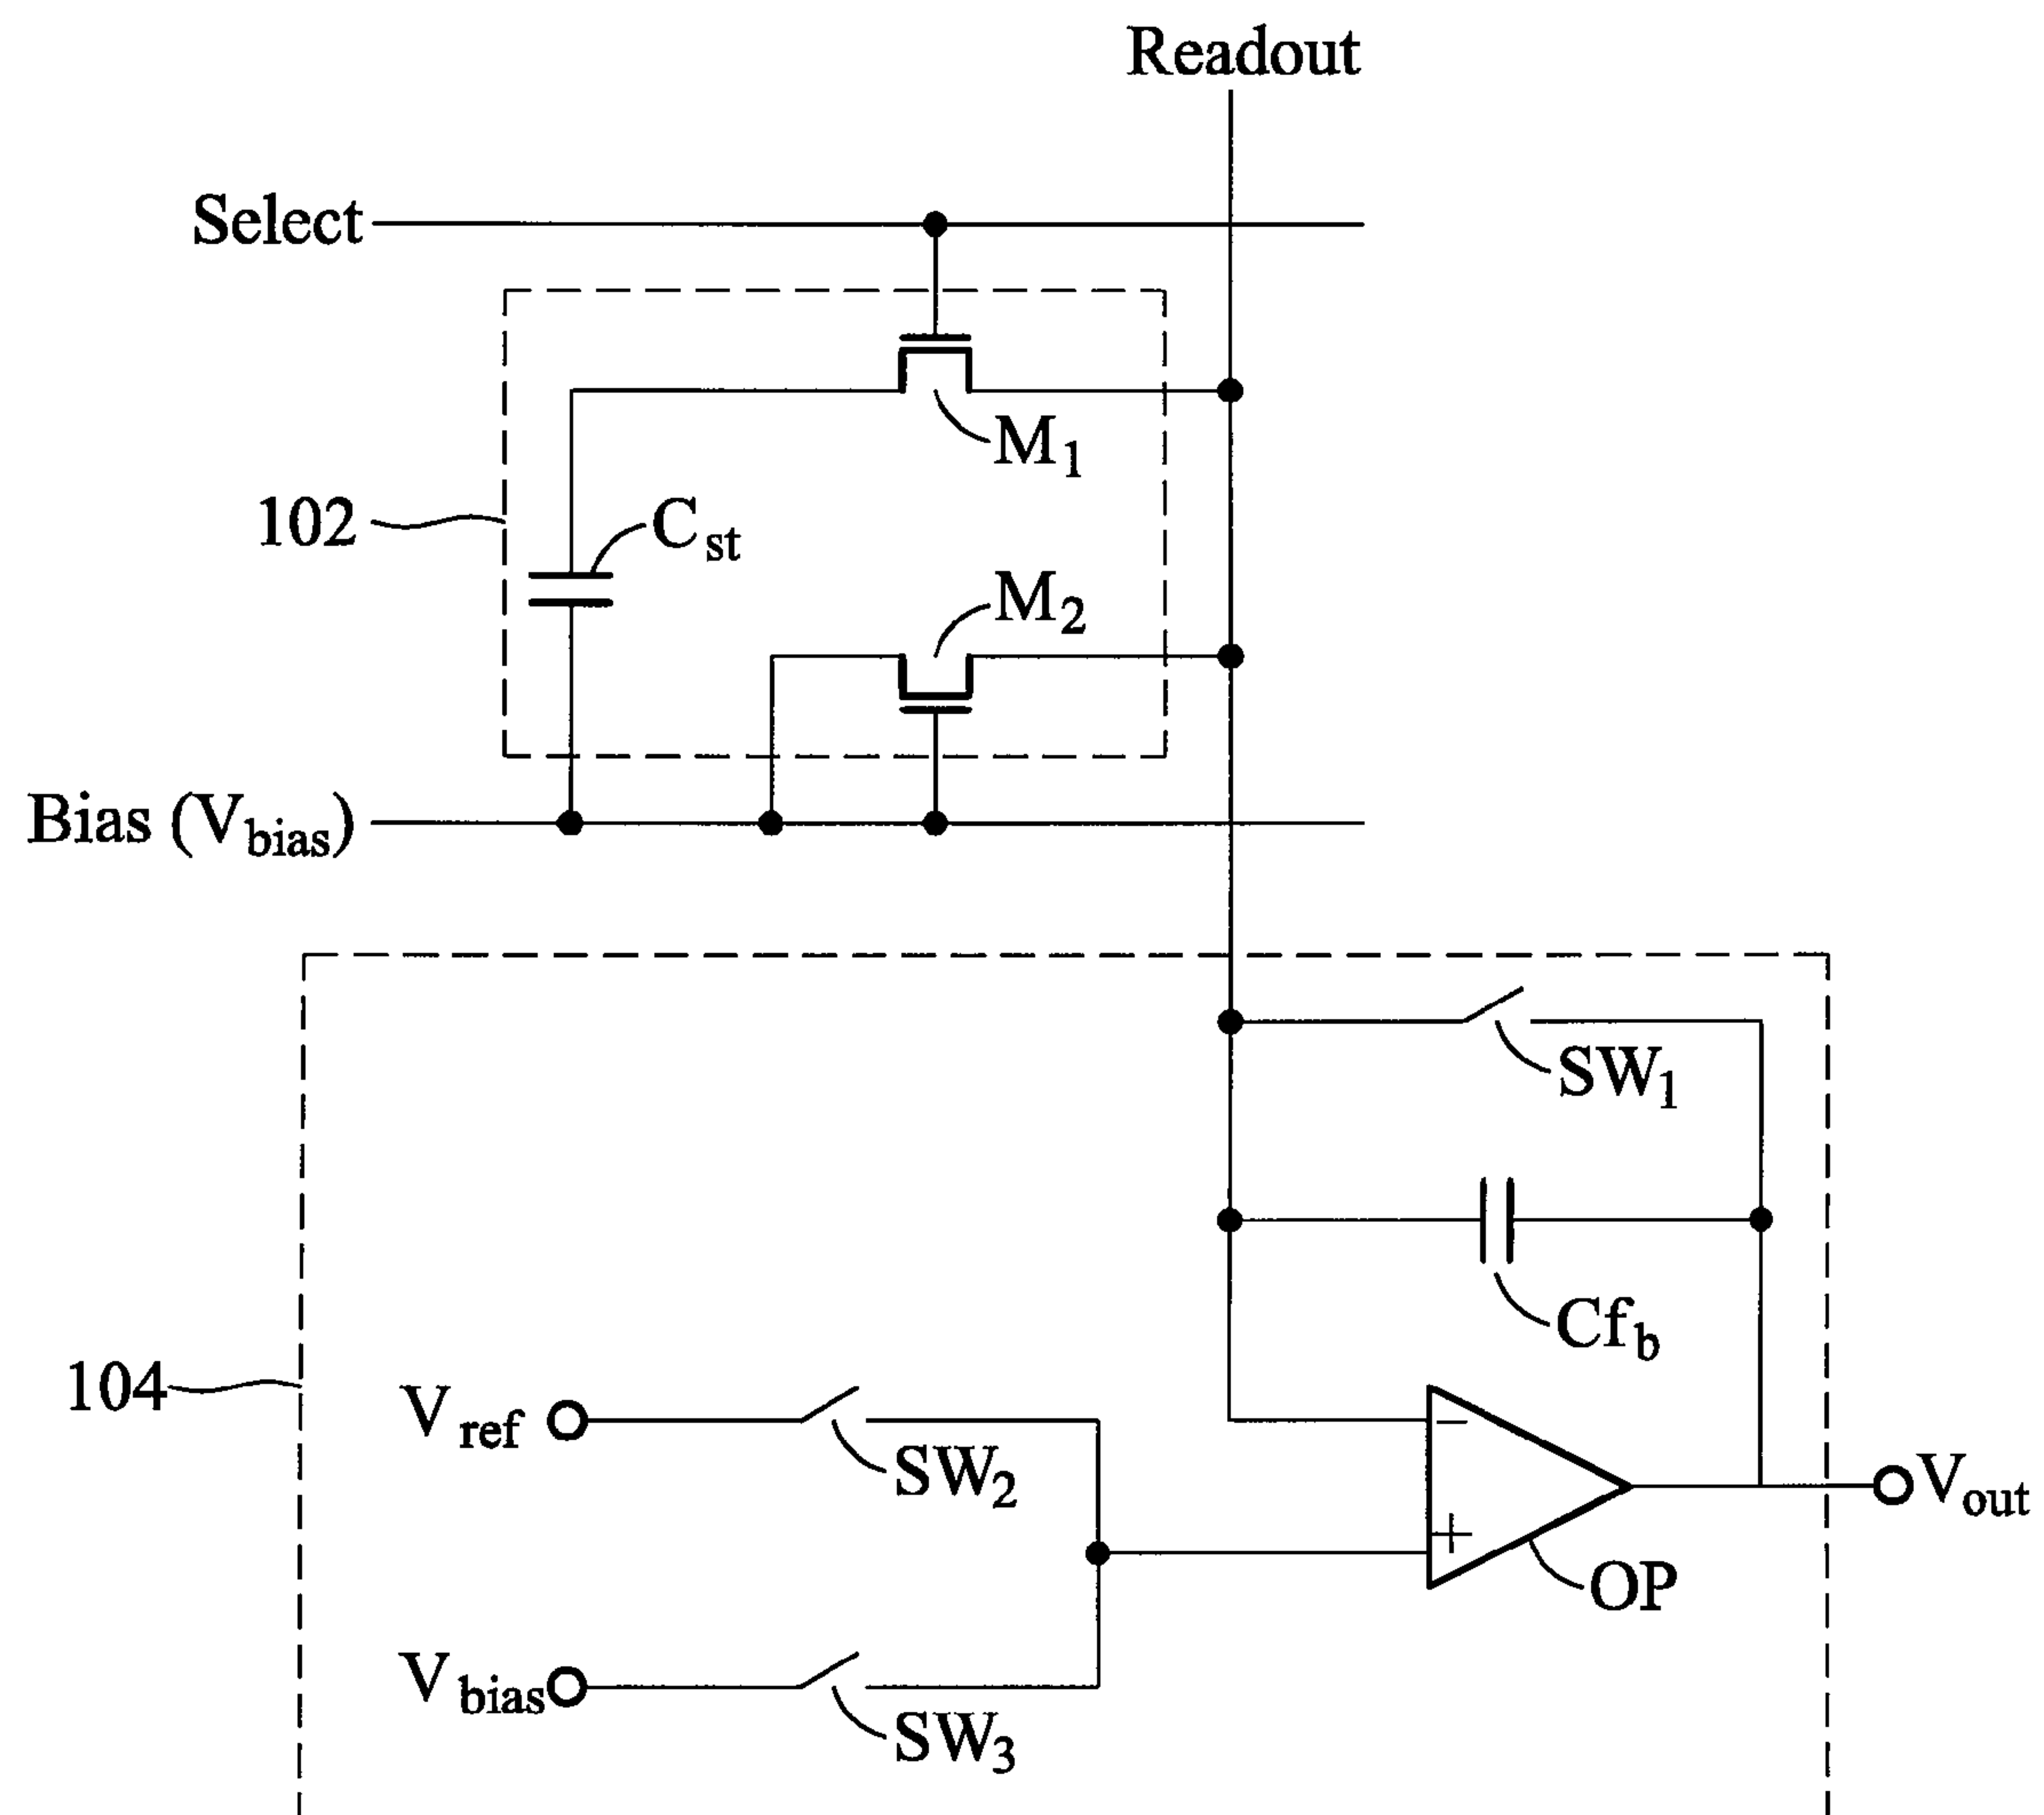 Readout
Select
M1
102
Cst
M2
Bias (Vbias)
SW1
Cfb
104
Vref
SW2
−
+
Vout
OP
Vbias
SW3